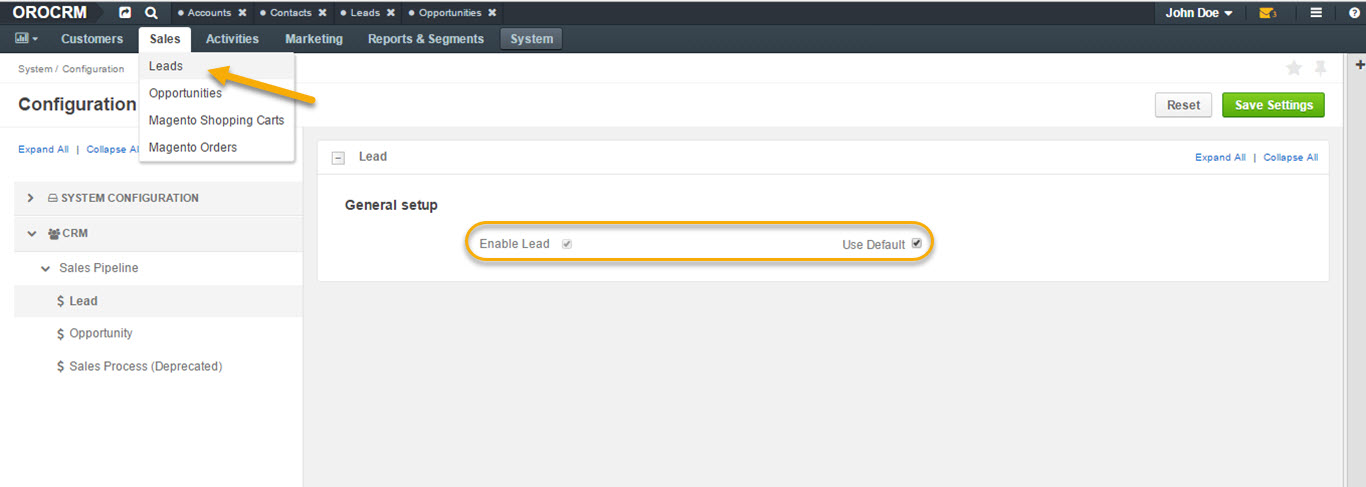 OROCRM Accounts Contacts Leads Opportunities John Doe 3
Customers Sales Activities Marketing Reports & Segments System
System / Configuration
Leads
Opportunities
Magento Shopping Carts
Magento Orders
Configuration Reset Save Settings
Expand All | Collapse Al
SYSTEM CONFIGURATION
CRM
Sales Pipeline
$ Lead
$ Opportunity
$ Sales Process (Deprecated)
Lead Expand All | Collapse All
General setup
Enable Lead Use Default